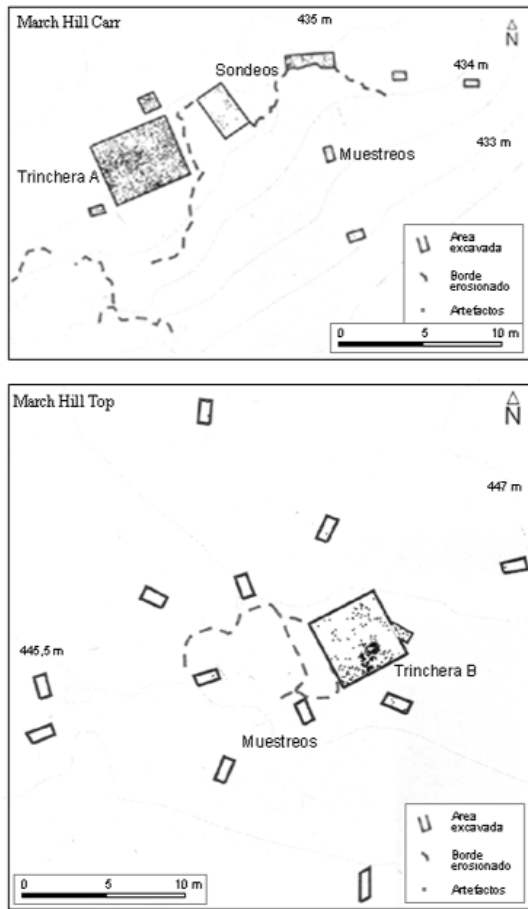 March Hill Carr
435 m
N
Sondeos
434 m
433 m
Muestreos
Trinchera A
Area
excavada
Borde
erosionado
Artefactos
0 5 10 m
March Hill Top
N
447 m
445,5 m
Trinchera B
Muestreos
Area
excavada
Borde
erosionado
Artefactos
0 5 10 m